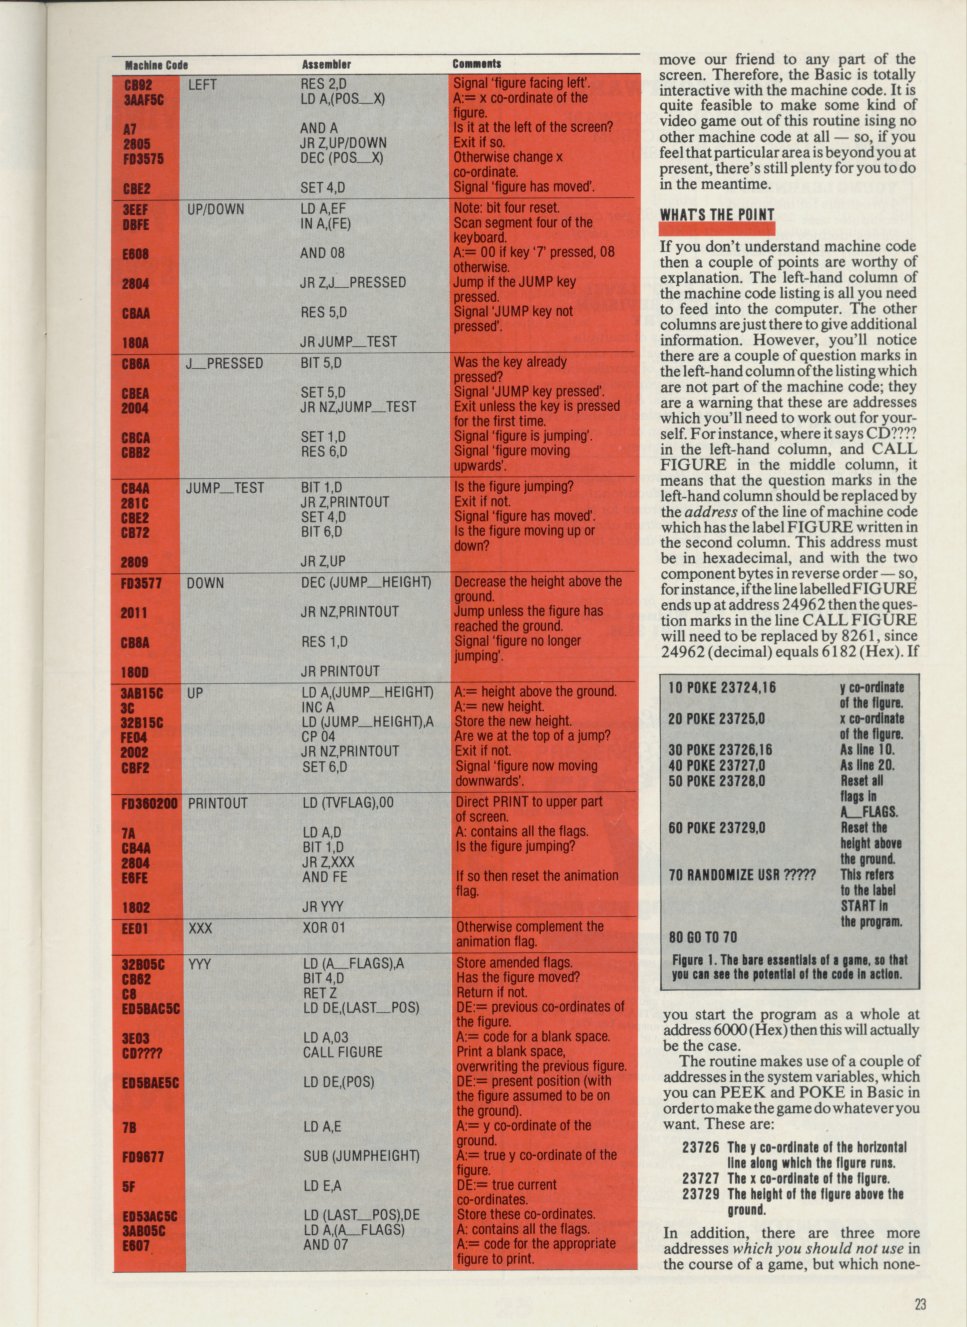 Machine Code Assembler Comments
CB92 LEFT RES 2,D Signal 'figure facing left'.
3AAF5C LD A,(POS__X) A:= x co-ordinate of the
figure.
A7 AND A Is it at the left of the screen?
2805 JR Z,UP/DOWN Exit if so.
FD3575 DEC (POS__X) Otherwise change x
co-ordinate.
CBE2 SET 4,D Signal 'figure has moved'.
3EEF UP/DOWN LD A,EF Note: bit four reset.
DBFE IN A,(FE) Scan segment four of the
keyboard.
E608 AND 08 A:= 00 if key '7' pressed, 08
otherwise.
2804 JR Z,J__PRESSED Jump if the JUMP key
pressed.
CBAA RES 5,D Signal 'JUMP key not
pressed'.
180A JR JUMP__TEST
CB6A J__PRESSED BIT 5,D Was the key already
pressed?
CBEA SET 5,D Signal 'JUMP key pressed'.
2004 JR NZ,JUMP__TEST Exit unless the key is pressed
for the first time.
CBCA SET 1,D Signal 'figure is jumping'.
CBB2 RES 6,D Signal 'figure moving
upwards'.
CB4A JUMP__TEST BIT 1,D Is the figure jumping?
281C JR Z,PRINTOUT Exit if not.
CBE2 SET 4,D Signal 'figure has moved'.
CB72 BIT 6,D Is the figure moving up or
down?
2809 JR Z,UP
FD3577 DOWN DEC (JUMP__HEIGHT) Decrease the height above the
ground.
2011 JR NZ,PRINTOUT Jump unless the figure has
reached the ground.
CB8A RES 1,D Signal 'figure no longer
jumping'.
180D JR PRINTOUT
3AB15C UP LD A,(JUMP__HEIGHT) A:= height above the ground.
3C INC A A:= new height.
32B15C LD (JUMP__HEIGHT),A Store the new height.
FE04 CP 04 Are we at the top of a jump?
2002 JR NZ,PRINTOUT Exit if not.
CBF2 SET 6,D Signal 'figure now moving
downwards'.
FD360200 PRINTOUT LD (TVFLAG),00 Direct PRINT to upper part
of screen.
7A LD A,D A: contains all the flags.
CB4A BIT 1,D Is the figure jumping?
2804 JR Z,XXX
E6FE AND FE If so then reset the animation
flag.
1802 JR YYY
EE01 XXX XOR 01 Otherwise complement the
animation flag.
32B05C YYY LD (A__FLAGS),A Store amended flags.
CB62 BIT 4,D Has the figure moved?
C8 RET Z Return if not.
ED5BAC5C LD DE,(LAST__POS) DE:= previous co-ordinates of
the figure.
3E03 LD A,03 A:= code for a blank space.
CD???? CALL FIGURE Print a blank space,
overwriting the previous figure.
ED5BAE5C LD DE,(POS) DE:= present position (with
the figure assumed to be on
the ground).
7B LD A,E A:= y co-ordinate of the
ground.
FD9677 SUB (JUMPHEIGHT) A:= true y co-ordinate of the
figure.
5F LD E,A DE:= true current
co-ordinates.
ED53AC5C LD (LAST__POS),DE Store these co-ordinates.
3AB05C LD A,(A__FLAGS) A: contains all the flags.
E607 AND 07 A:= code for the appropriate
figure to print.
move our friend to any part of the
screen. Therefore, the Basic is totally
interactive with the machine code. It is
quite feasible to make some kind of
video game out of this routine ising no
other machine code at all — so, if you
feel that particular area is beyond you at
present, there's still plenty for you to do
in the meantime.
WHAT'S THE POINT
If you don't understand machine code
then a couple of points are worthy of
explanation. The left-hand column of
the machine code listing is all you need
to feed into the computer. The other
columns are just there to give additional
information. However, you'll notice
there are a couple of question marks in
the left-hand column of the listing which
are not part of the machine code; they
are a warning that these are addresses
which you'll need to work out for your-
self. For instance, where it says CD????
in the left-hand column, and CALL
FIGURE in the middle column, it
means that the question marks in the
left-hand column should be replaced by
the address of the line of machine code
which has the label FIGURE written in
the second column. This address must
be in hexadecimal, and with the two
component bytes in reverse order — so,
for instance, if the line labelled FIGURE
ends up at address 24962 then the ques-
tion marks in the line CALL FIGURE
will need to be replaced by 8261, since
24962 (decimal) equals 6182 (Hex). If
10 POKE 23724,16 y co-ordinate
of the figure.
20 POKE 23725,0 x co-ordinate
of the figure.
30 POKE 23726,16 As line 10.
40 POKE 23727,0 As line 20.
50 POKE 23728,0 Reset all
flags in
A__FLAGS.
60 POKE 23729,0 Reset the
height above
the ground.
70 RANDOMIZE USR ????? This refers
to the label
START in
the program.
80 GO TO 70
Figure 1. The bare essentials of a game, so that
you can see the potential of the code in action.
you start the program as a whole at
address 6000 (Hex) then this will actually
be the case.
The routine makes use of a couple of
addresses in the system variables, which
you can PEEK and POKE in Basic in
order to make the game do whatever you
want. These are:
23726 The y co-ordinate of the horizontal
line along which the figure runs.
23727 The x co-ordinate of the figure.
23729 The height of the figure above the
ground.
In addition, there are three more
addresses which you should not use in
the course of a game, but which none-
23